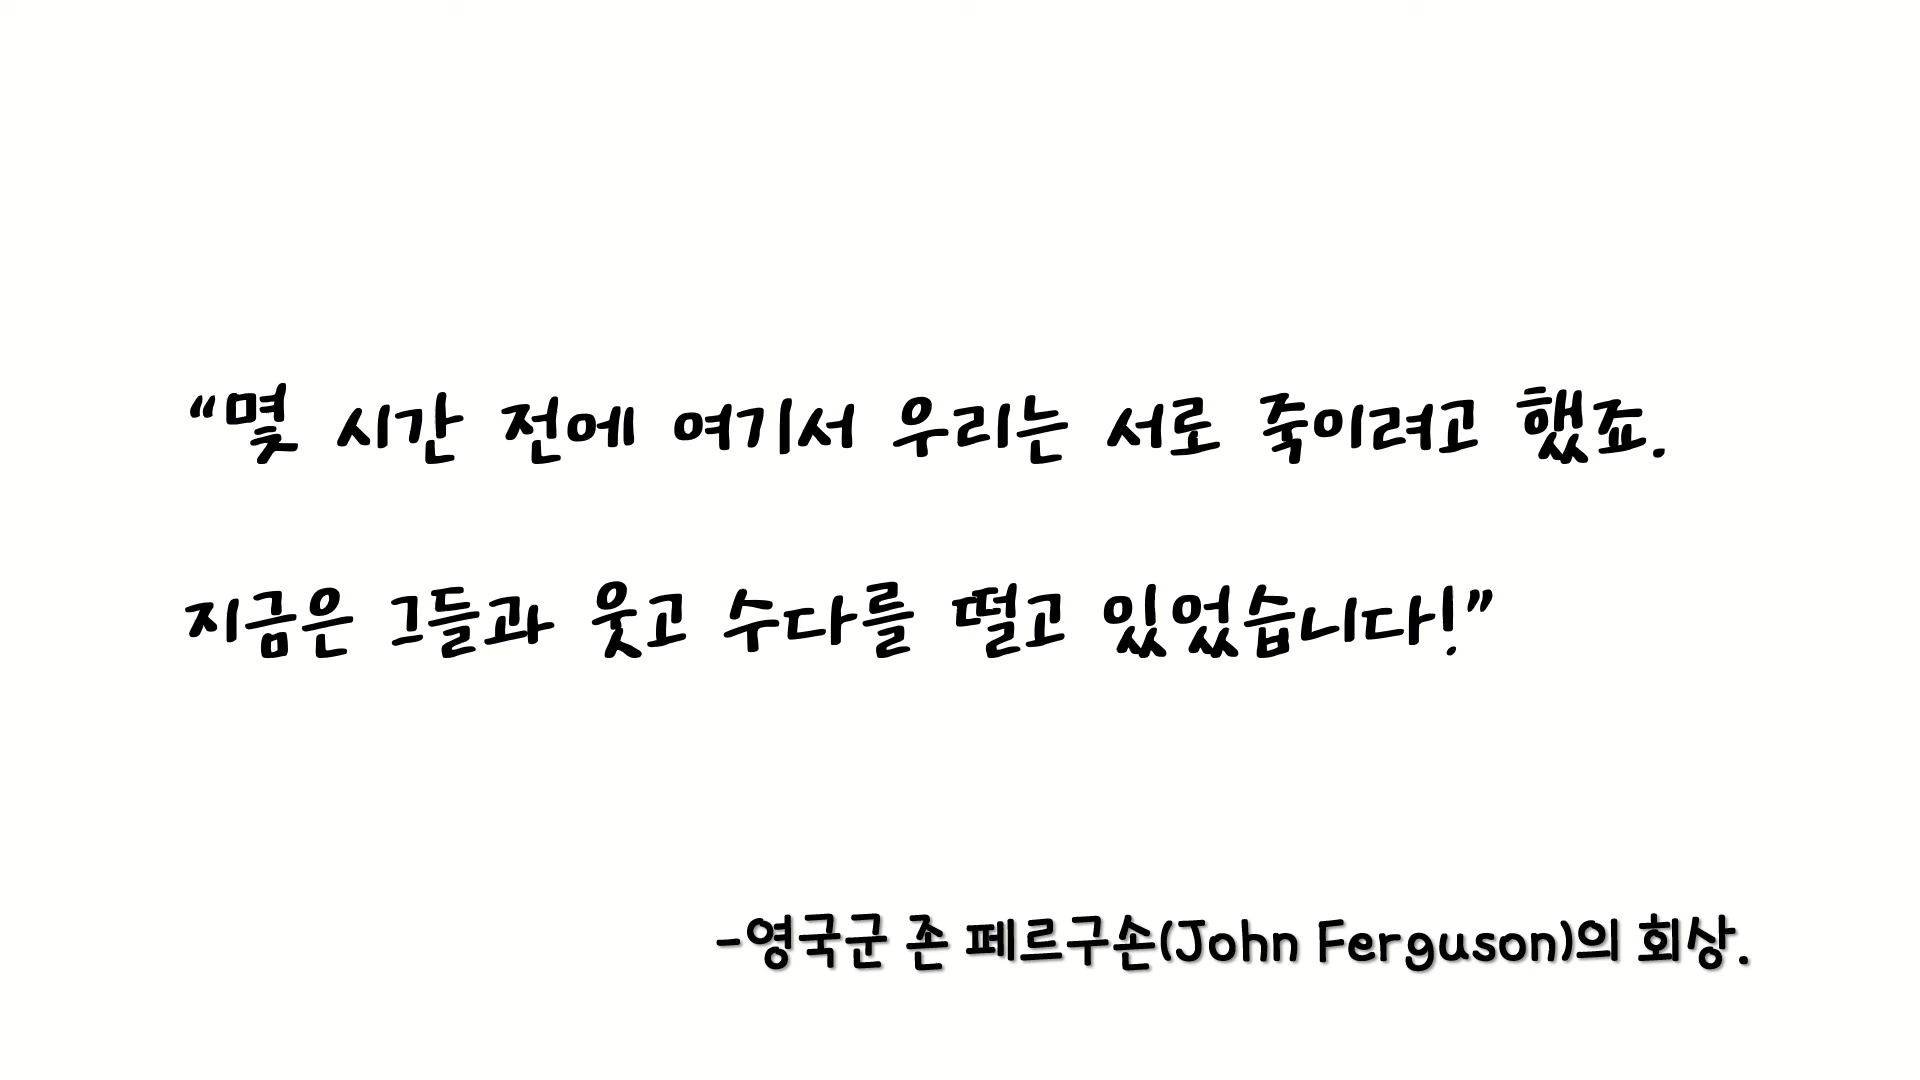 “몇 시간 전에 여기서 우리는 서로 죽이려고 했죠.
지금은 그들과 웃고 수다를 떨고 있었습니다!”
-영국군 존 페르구손(John Ferguson)의 회상.